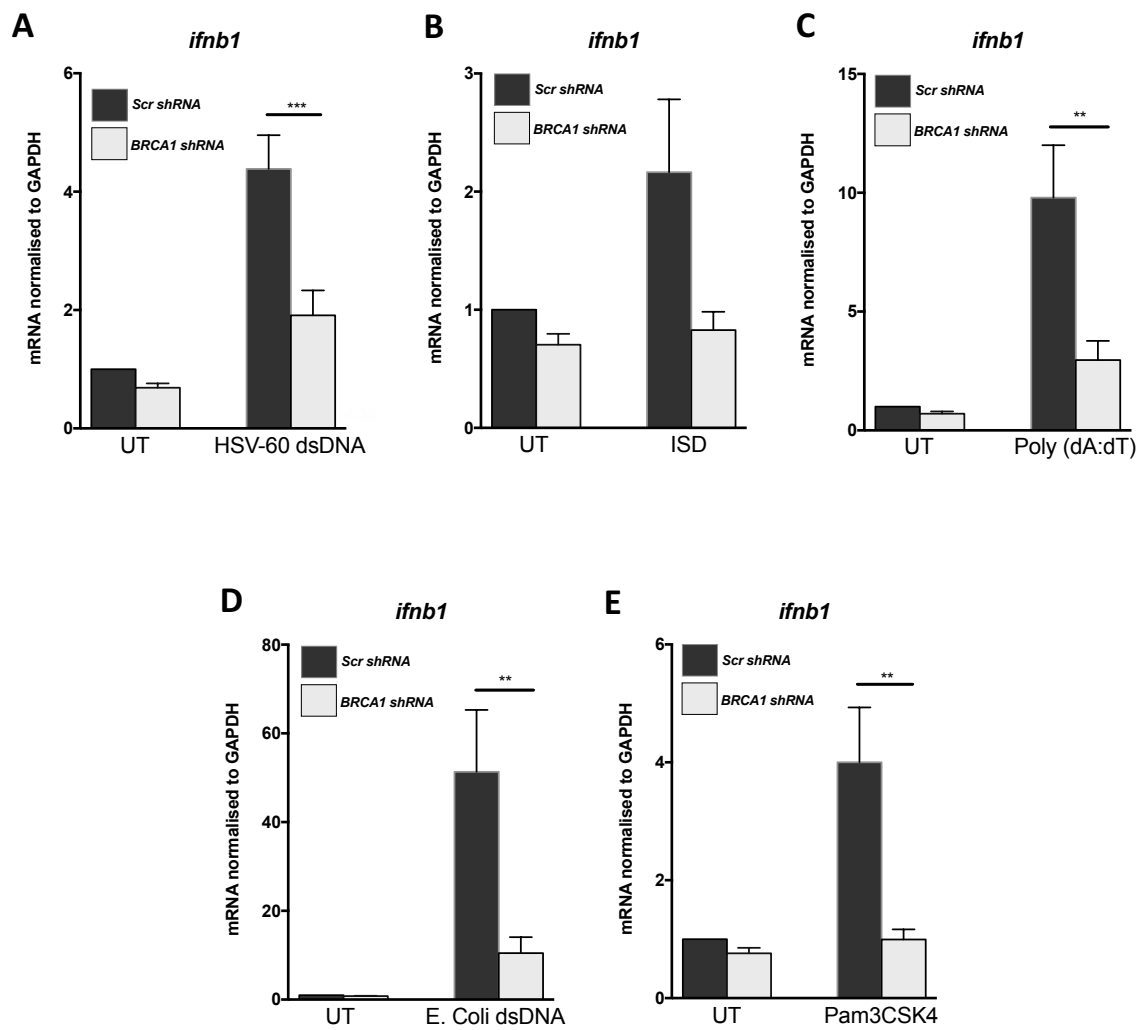 A
ifnb1
mRNA normalised to GAPDH
6
4
2
0
Scr shRNA
BRCA1 shRNA
***
UT
HSV-60 dsDNA
B
ifnb1
mRNA normalised to GAPDH
3
2
1
0
Scr shRNA
BRCA1 shRNA
UT
ISD
C
ifnb1
mRNA normalised to GAPDH
15
10
5
0
Scr shRNA
BRCA1 shRNA
**
UT
Poly (dA:dT)
D
ifnb1
mRNA normalised to GAPDH
80
60
40
20
0
Scr shRNA
BRCA1 shRNA
**
UT
E. Coli dsDNA
E
ifnb1
mRNA normalised to GAPDH
6
4
2
0
Scr shRNA
BRCA1 shRNA
**
UT
Pam3CSK4